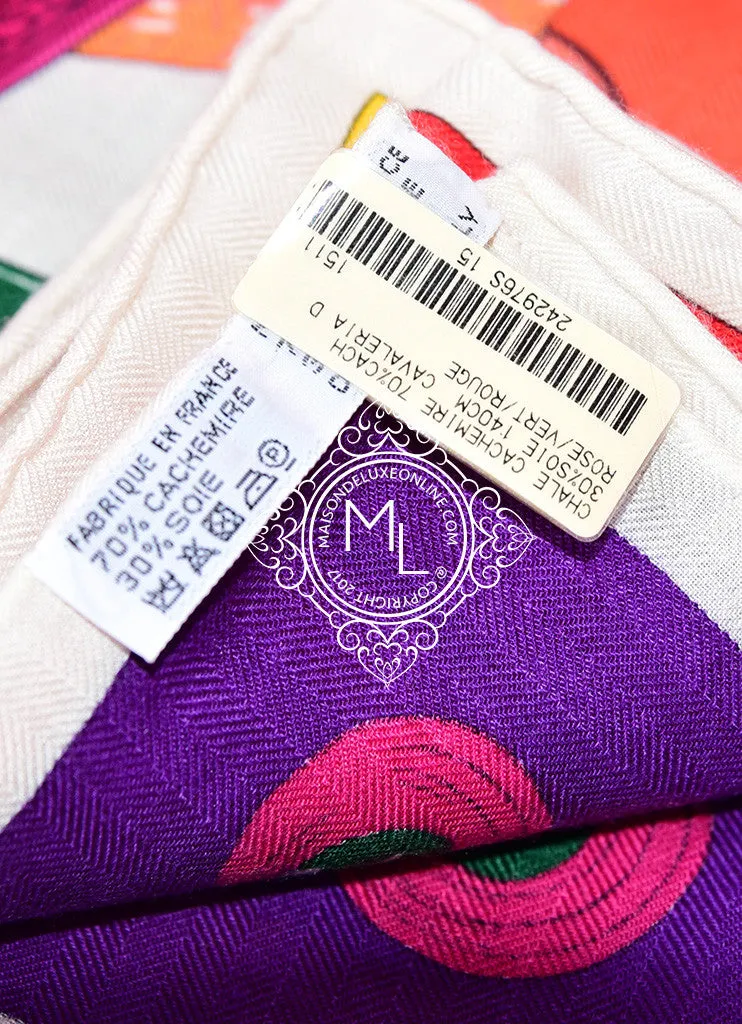 1511
242976S 15
CHALE CACHEMIRE 70%CACH
30%SOIE 140CM CAVALERIA D
ROSE/VERT/ROUGE
FABRIQUE EN FRANCE
70% CACHEMIRE
30% SOIE
P
MAISONDELUXEONLINE.COM
ML
© COPYRIGHT 2017